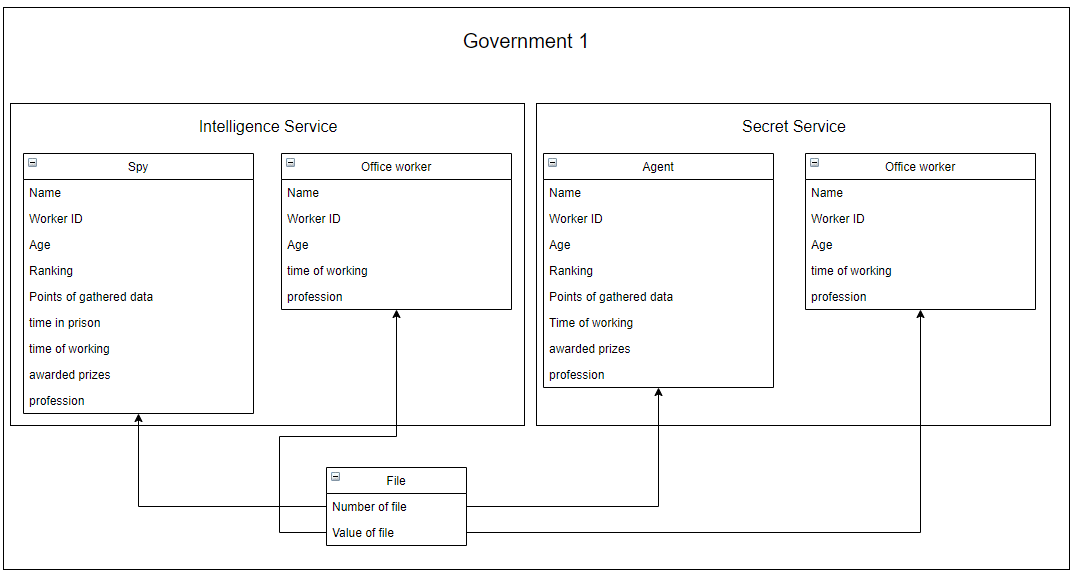 Government 1
Intelligence Service
Spy
Name
Worker ID
Age
Ranking
Points of gathered data
time in prison
time of working
awarded prizes
profession
Office worker
Name
Worker ID
Age
time of working
profession
Secret Service
Agent
Name
Worker ID
Age
Ranking
Points of gathered data
Time of working
awarded prizes
profession
Office worker
Name
Worker ID
Age
time of working
profession
File
Number of file
Value of file